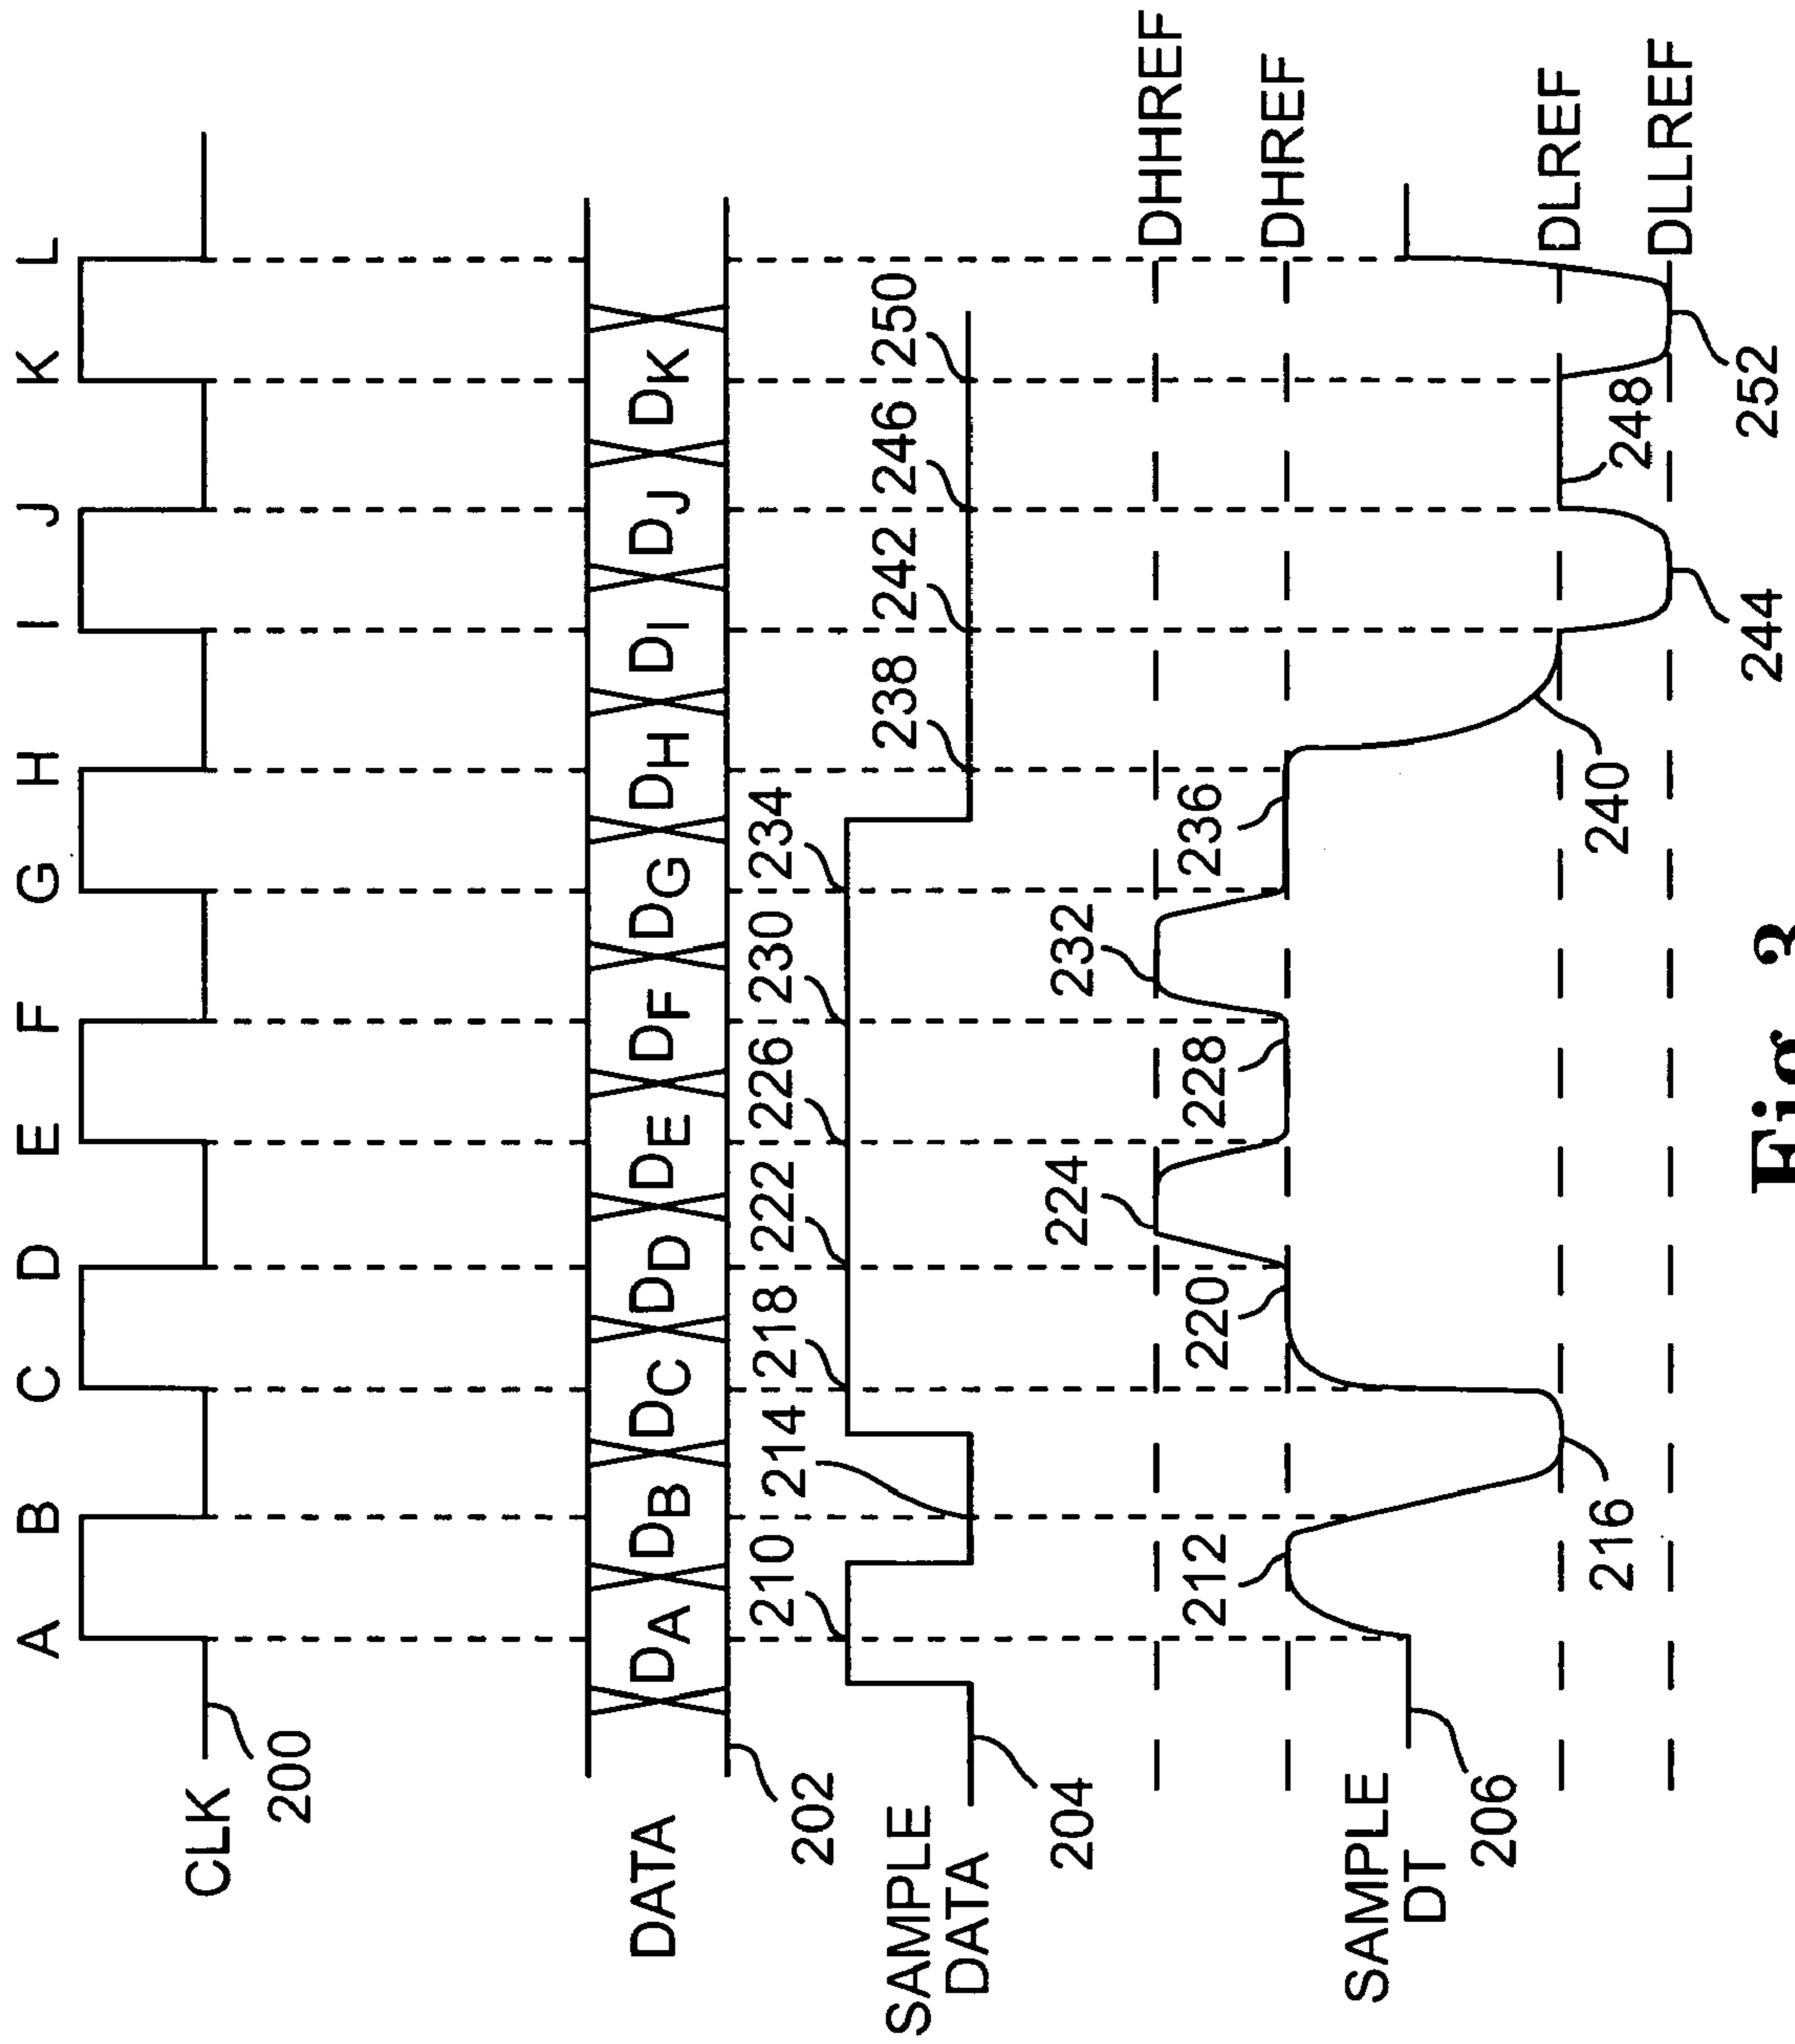 A B C D E F G H I J K L
CLK
200
DATA
DA DB DC DD DE DF DG DH DI DJ DK
202
SAMPLE
DATA
204
210 214 218 222 226 230 234 238 242 246 250
DHHREF
DHREF
DLREF
DLLREF
SAMPLE
DT
206
212 216 220 224 228 232 236 240 244 248 252
Fig. 3